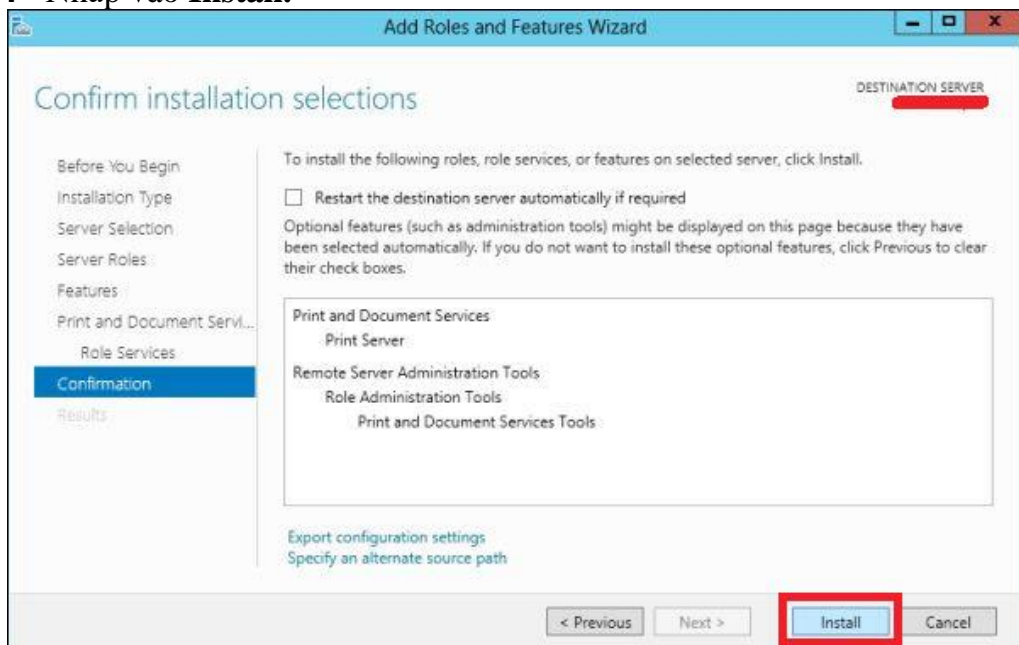 Nhấp vào Install.
Add Roles and Features Wizard
Confirm installation selections
DESTINATION SERVER
Before You Begin
Installation Type
Server Selection
Server Roles
Features
Print and Document Servi...
Role Services
Confirmation
Results
To install the following roles, role services, or features on selected server, click Install.
Restart the destination server automatically if required
Optional features (such as administration tools) might be displayed on this page because they have
been selected automatically. If you do not want to install these optional features, click Previous to clear
their check boxes.
Print and Document Services
Print Server
Remote Server Administration Tools
Role Administration Tools
Print and Document Services Tools
Export configuration settings
Specify an alternate source path
< Previous
Next >
Install
Cancel